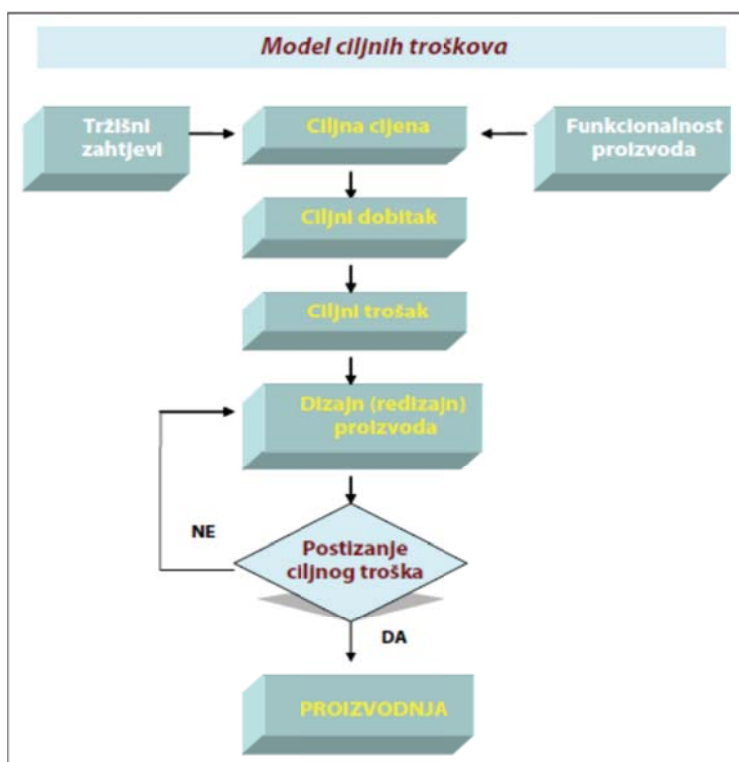 Model ciljnih troškova
Tržišni
zahtjevi
Ciljna cijena
Funkcionalnost
proizvoda
Ciljni dobitak
Ciljni trošak
Dizajn (redizajn)
proizvoda
NE
Postizanje
ciljnog troška
DA
PROIZVODNJA